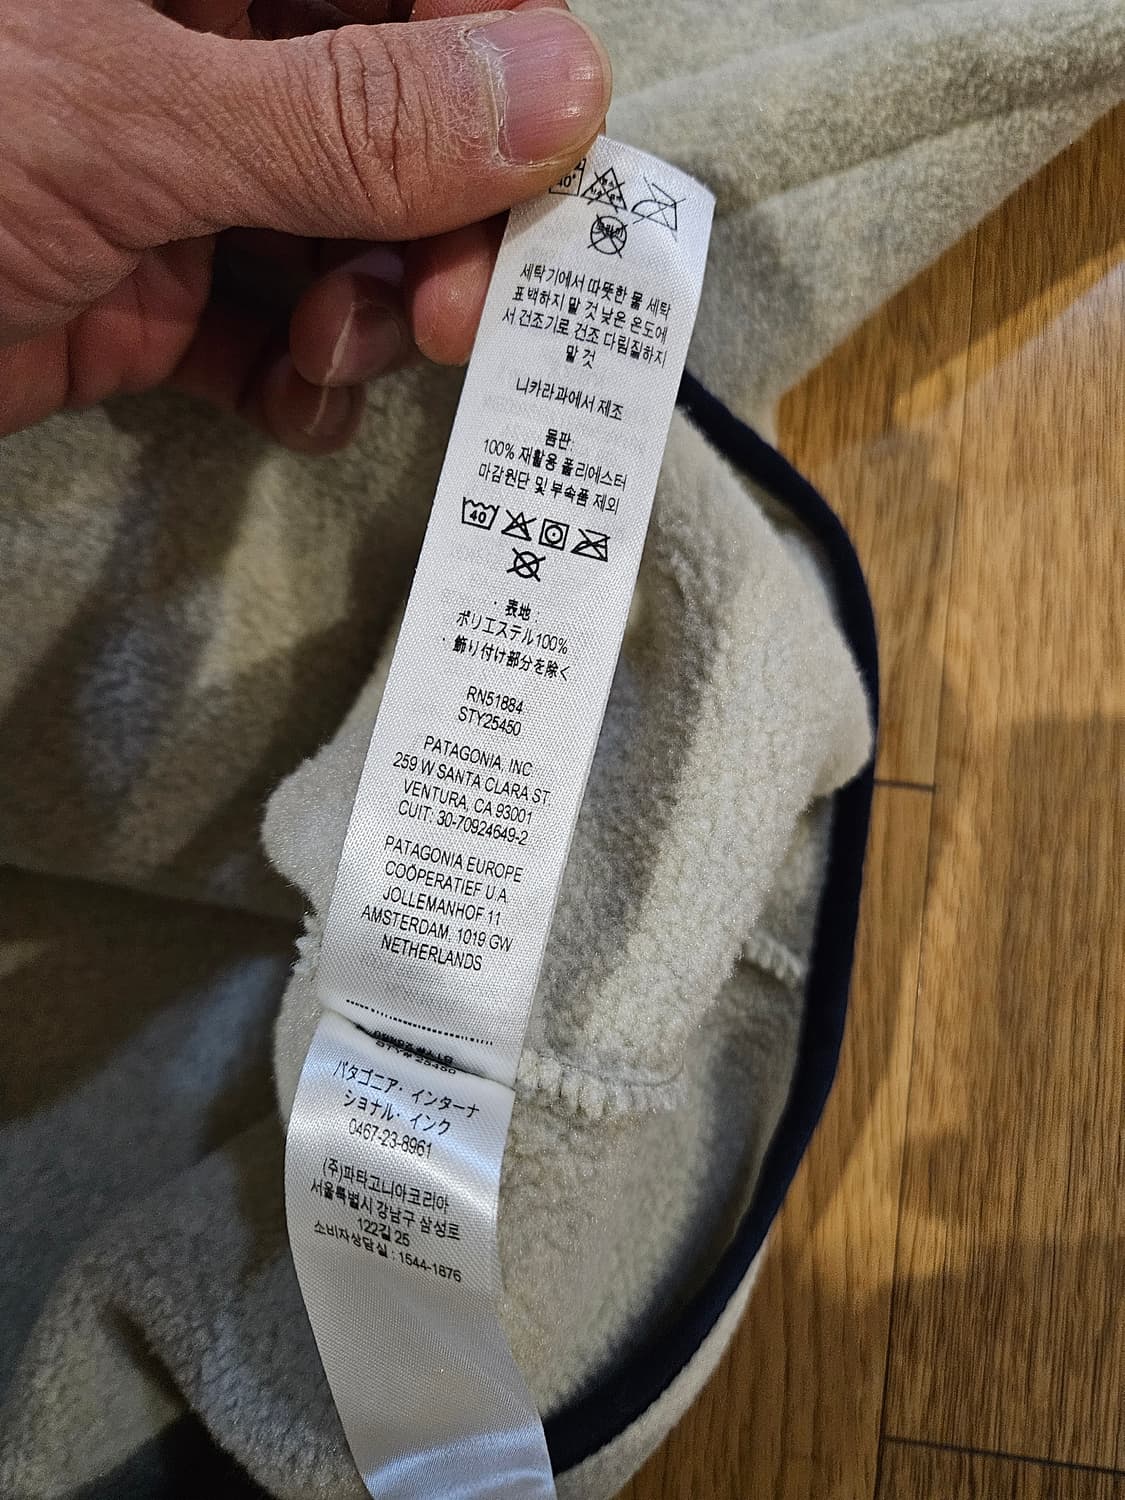 40°
세탁기에서 따뜻한 물 세탁
표백하지 말 것 낮은 온도에
서 건조기로 건조 다림질하지
말 것
니카라과에서 제조
몸판:
100% 재활용 폴리에스터
마감원단 및 부속품 제외
40
・表地 :
ポリエステル100%
・飾り付け部分を除く
RN51884
STY25450
PATAGONIA, INC.
259 W SANTA CLARA ST.
VENTURA, CA 93001
CUIT: 30-70924649-2
PATAGONIA EUROPE
COÖPERATIEF U.A.
JOLLEMANHOF 11
AMSTERDAM, 1019 GW
NETHERLANDS
パタゴニア・インターナ
ショナル・インク
0467-23-8961
(주)파타고니아코리아
서울특별시 강남구 삼성로
122길 25
소비자상담실 : 1544-1876